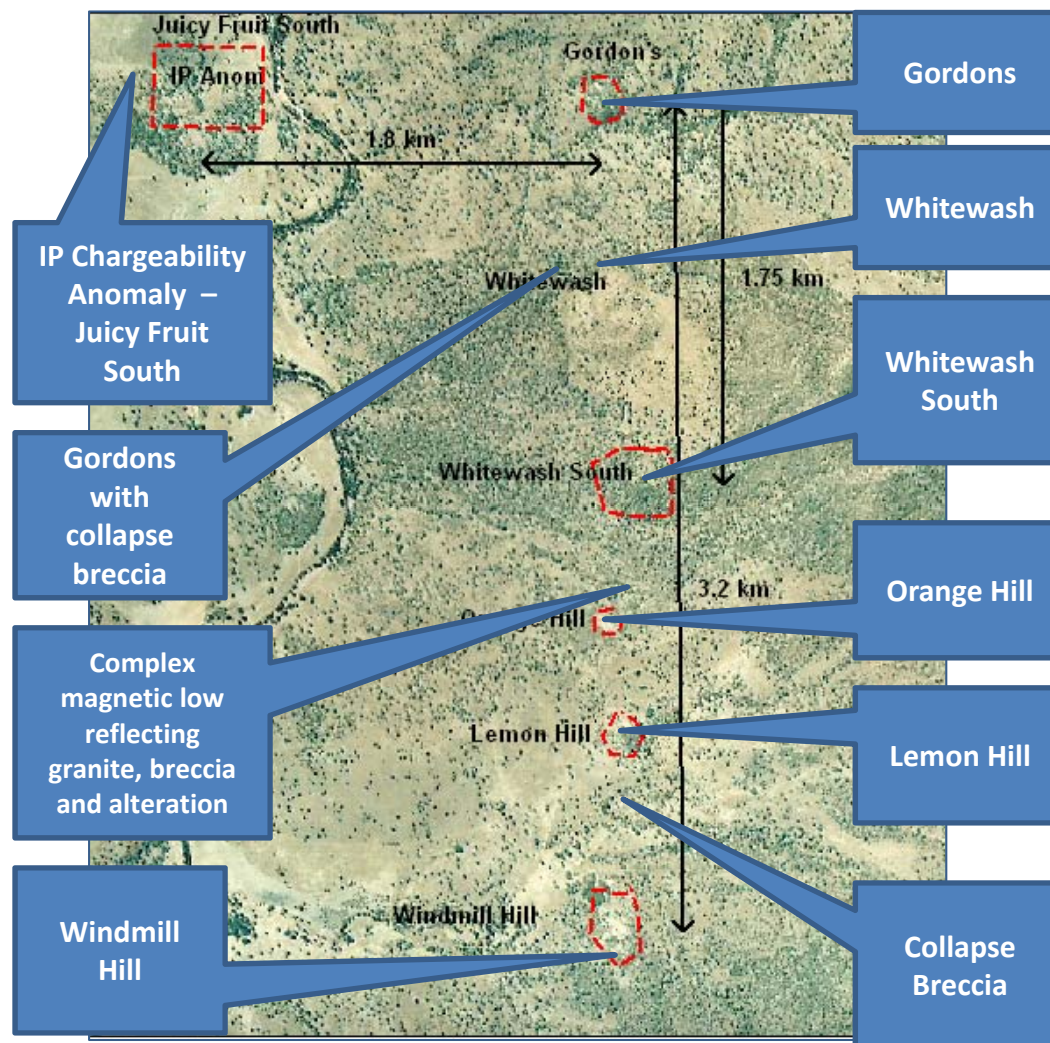 Juicy Fruit South
IP Anom
Gordon's
1.8 km
Whitewash
1.75 km
Whitewash South
3.2 km
Hill
Lemon Hill
Windmill Hill
IP Chargeability
Anomaly –
Juicy Fruit
South
Gordons
with
collapse
breccia
Complex
magnetic low
reflecting
granite, breccia
and alteration
Windmill
Hill
Gordons
Whitewash
Whitewash
South
Orange Hill
Lemon Hill
Collapse
Breccia